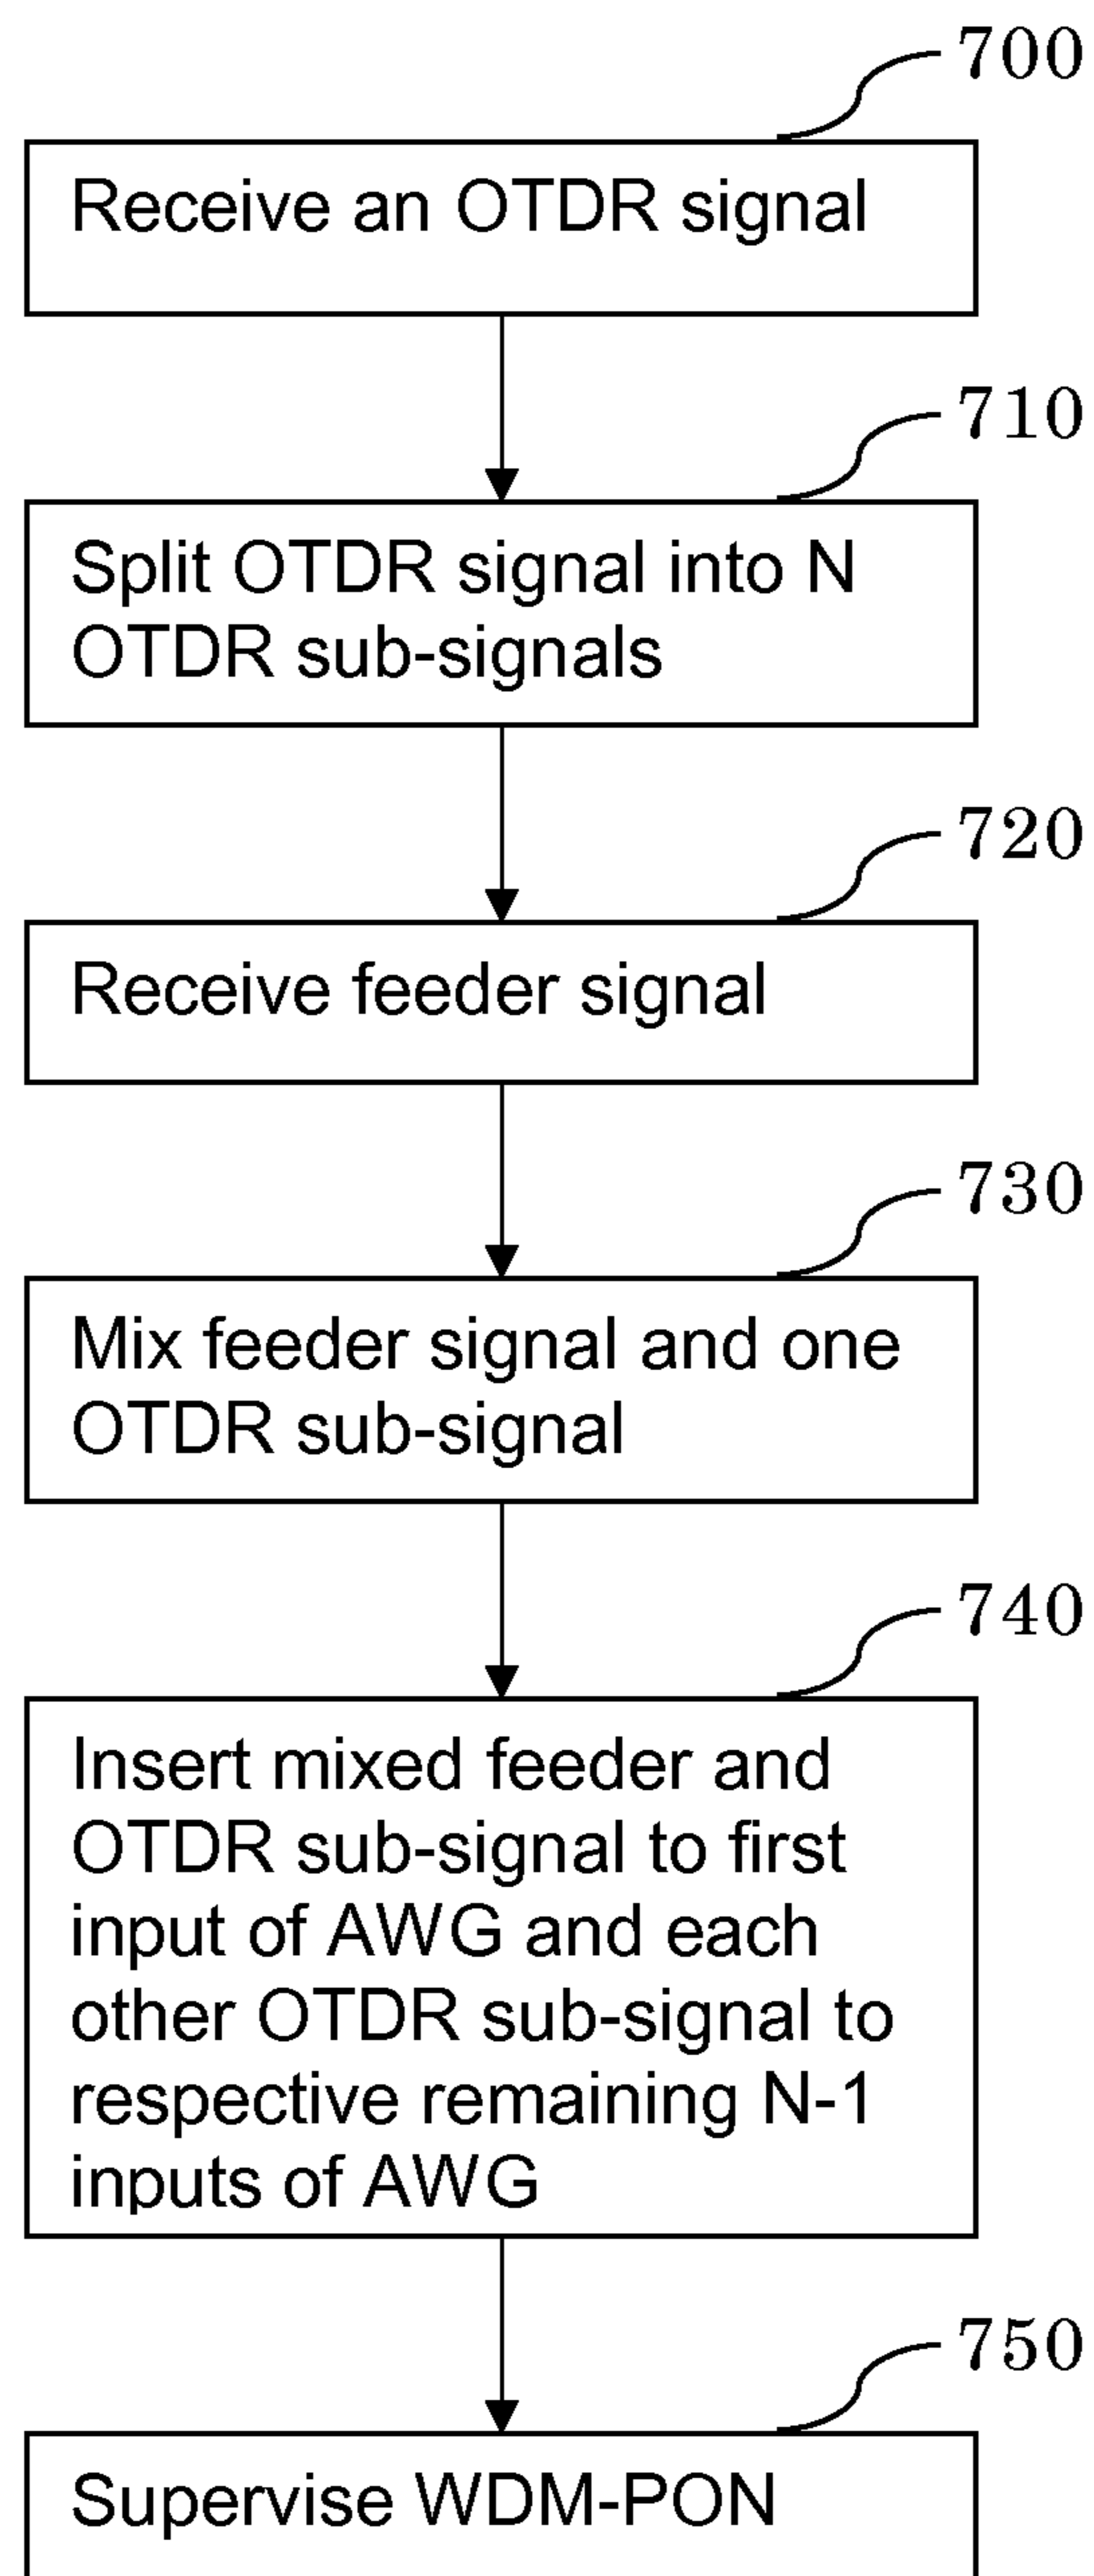 700
Receive an OTDR signal
710
Split OTDR signal into N
OTDR sub-signals
720
Receive feeder signal
730
Mix feeder signal and one
OTDR sub-signal
740
Insert mixed feeder and
OTDR sub-signal to first
input of AWG and each
other OTDR sub-signal to
respective remaining N-1
inputs of AWG
750
Supervise WDM-PON